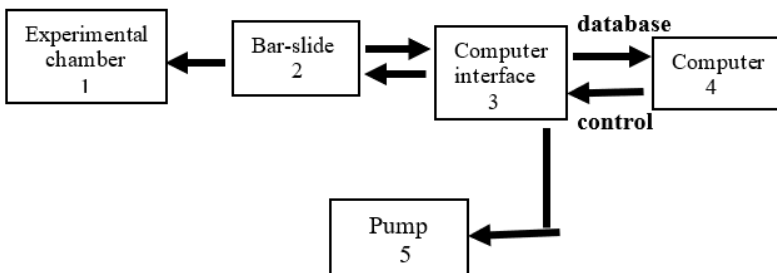 Experimental
chamber
1
Bar-slide
2
Computer
interface
3
database
control
Computer
4
Pump
5